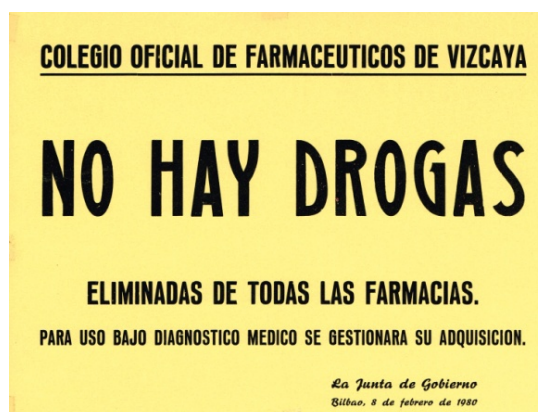 COLEGIO OFICIAL DE FARMACEUTICOS DE VIZCAYA
NO HAY DROGAS
ELIMINADAS DE TODAS LAS FARMACIAS.
PARA USO BAJO DIAGNOSTICO MEDICO SE GESTIONARA SU ADQUISICION.
La Junta de Gobierno
Bilbao, 8 de febrero de 1980